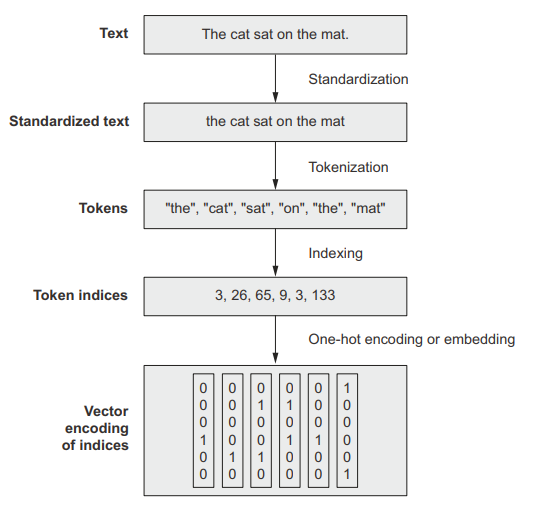 Text
The cat sat on the mat.
Standardization
Standardized text
the cat sat on the mat
Tokenization
Tokens
"the", "cat", "sat", "on", "the", "mat"
Indexing
Token indices
3, 26, 65, 9, 3, 133
One-hot encoding or embedding
Vector
encoding
of indices
0 0 0 0 0 1
0 0 1 1 0 0
0 0 0 0 0 0
1 0 0 1 1 0
0 1 1 0 0 0
0 0 0 0 0 1